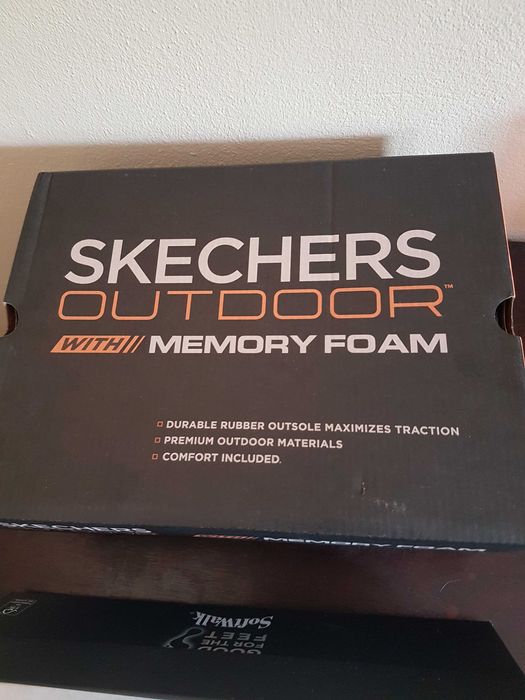 SKECHERS
OUTDOOR™
WITH MEMORY FOAM
DURABLE RUBBER OUTSOLE MAXIMIZES TRACTION
PREMIUM OUTDOOR MATERIALS
COMFORT INCLUDED.
SKECHERS WITH MEMORY FOAM
SoftWalk
GOOD
FOR THE
FEET